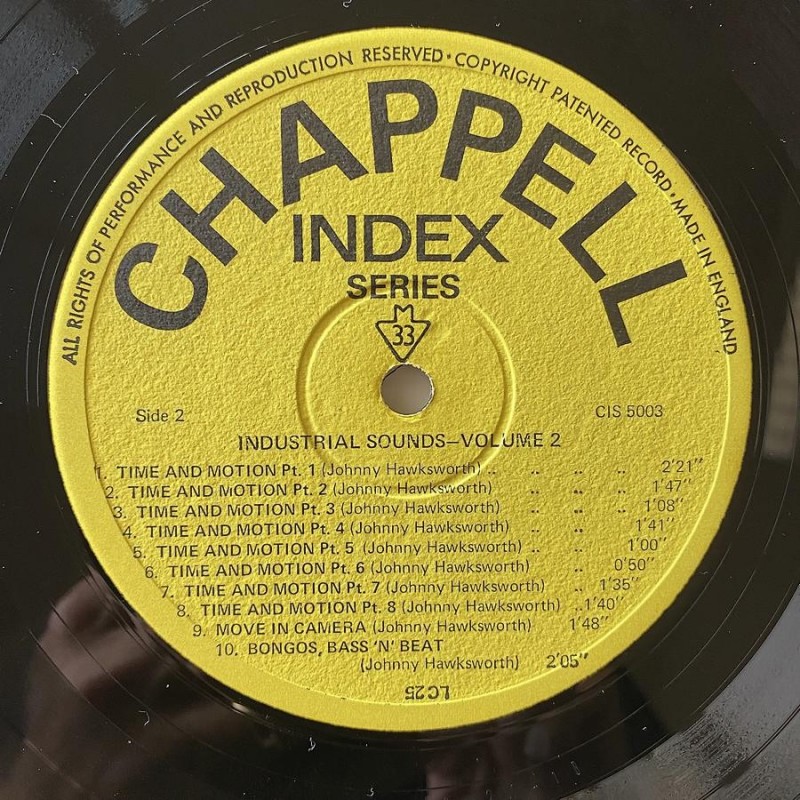 ALL RIGHTS OF PERFORMANCE AND REPRODUCTION RESERVED · COPYRIGHT PATENTED RECORD · MADE IN ENGLAND
CHAPPELL
INDEX
SERIES
33
Side 2
CIS 5003
INDUSTRIAL SOUNDS—VOLUME 2
1. TIME AND MOTION Pt. 1 (Johnny Hawksworth) .. .. .. .. 2'21"
2. TIME AND MOTION Pt. 2 (Johnny Hawksworth) .. .. .. 1'47"
3. TIME AND MOTION Pt. 3 (Johnny Hawksworth) .. .. .. 1'08"
4. TIME AND MOTION Pt. 4 (Johnny Hawksworth) .. .. 1'41"
5. TIME AND MOTION Pt. 5 (Johnny Hawksworth) .. .. 1'00"
6. TIME AND MOTION Pt. 6 (Johnny Hawksworth) .. 0'50"
7. TIME AND MOTION Pt. 7 (Johnny Hawksworth) .. 1'35"
8. TIME AND MOTION Pt. 8 (Johnny Hawksworth) .. 1'40"
9. MOVE IN CAMERA (Johnny Hawksworth) 1'48"
10. BONGOS, BASS 'N' BEAT
(Johnny Hawksworth) 2'05"
LC25